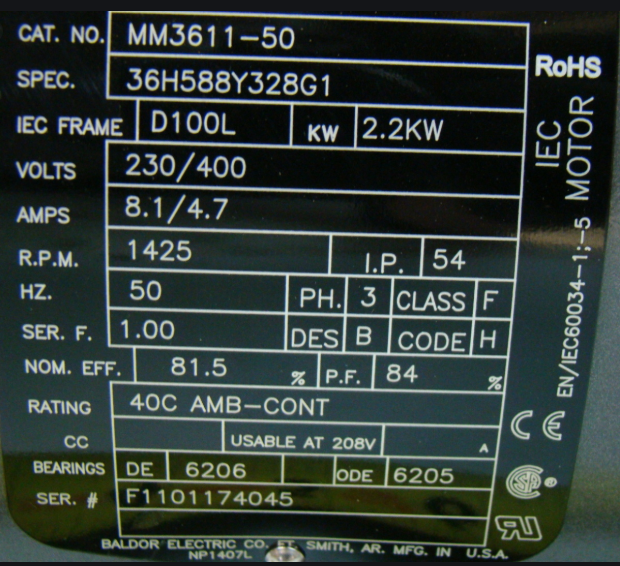 CAT. NO. MM3611-50
SPEC. 36H588Y328G1
IEC FRAME D100L KW 2.2KW
VOLTS 230/400
AMPS 8.1/4.7
R.P.M. 1425 I.P. 54
HZ. 50 PH. 3 CLASS F
SER. F. 1.00 DES B CODE H
NOM. EFF. 81.5 % P.F. 84 %
RATING 40C AMB-CONT
CC USABLE AT 208V A
BEARINGS DE 6206 ODE 6205
SER. # F1101174045
BALDOR ELECTRIC CO. FT. SMITH, AR. MFG. IN U.S.A.
NP1407L
RoHS
IEC MOTOR
EN/IEC60034-1;-5
CE